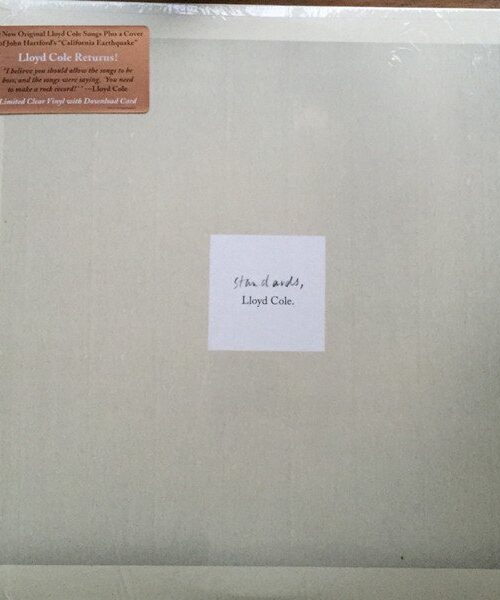 New Original Lloyd Cole Songs Plus a Cover
of John Hartford's "California Earthquake"
Lloyd Cole Returns!
"I believe you should allow the songs to be
boss, and the songs were saying, 'You need
to make a rock record!'" —Lloyd Cole
Limited Clear Vinyl with Download Card
standards,
Lloyd Cole.